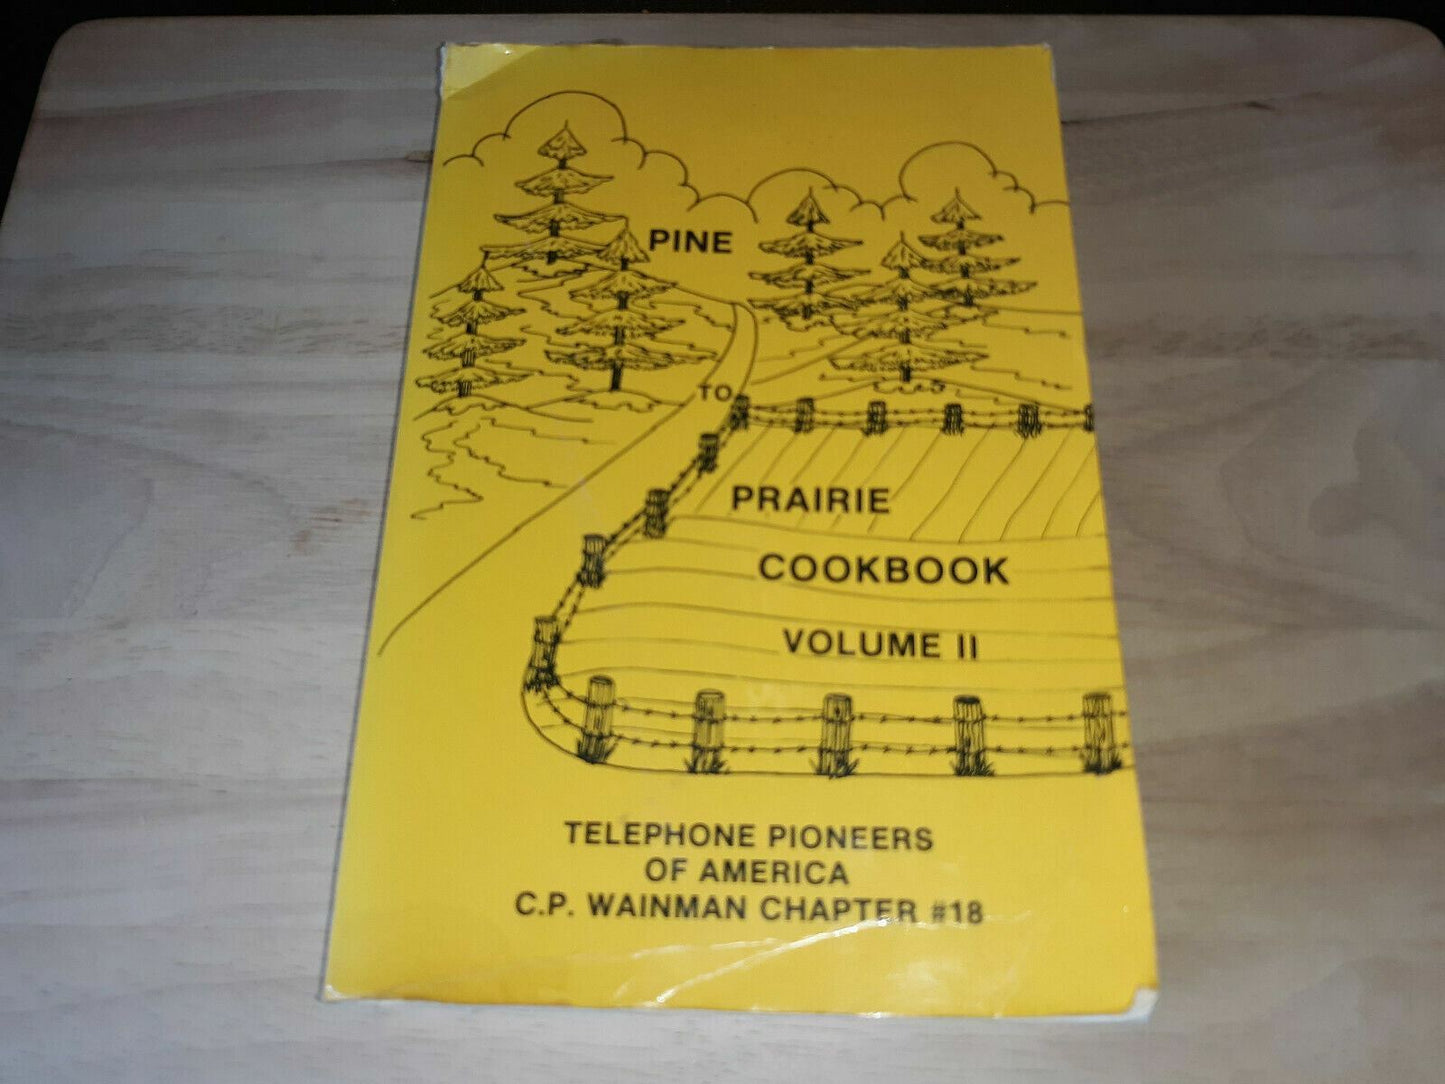 PINE
TO
PRAIRIE
COOKBOOK
VOLUME II
TELEPHONE PIONEERS
OF AMERICA
C.P. WAINMAN CHAPTER #18